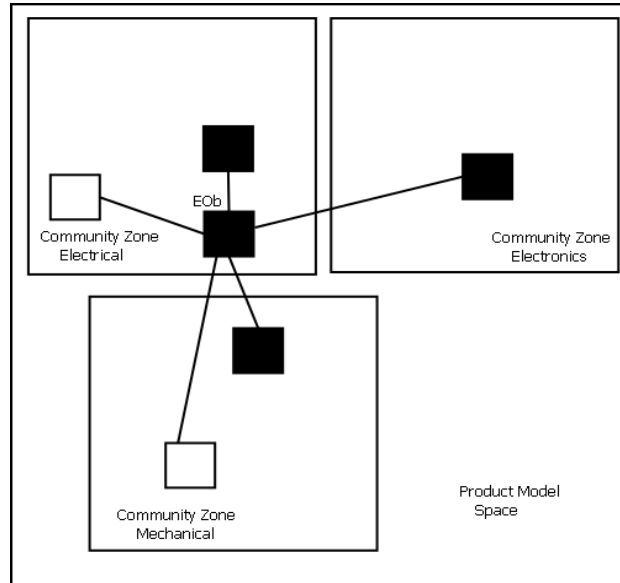 EOb
Community Zone
Electrical
Community Zone
Electronics
Community Zone
Mechanical
Product Model
Space